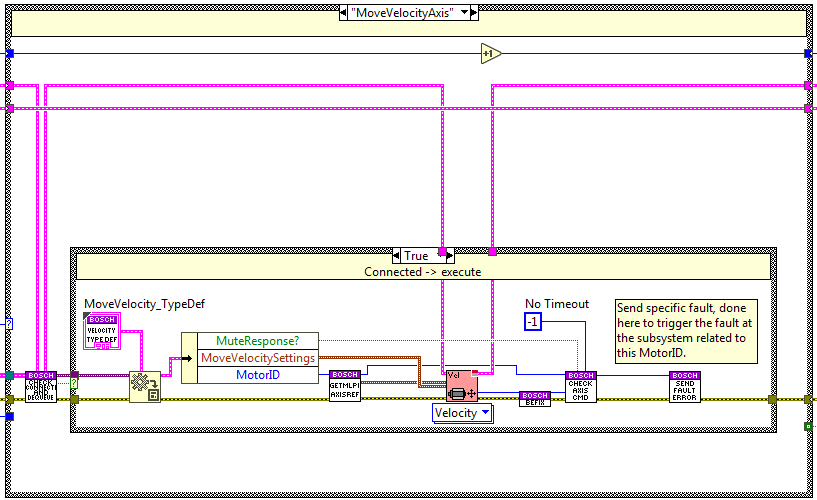 "MoveVelocityAxis"
+1
True
Connected -> execute
MoveVelocity_TypeDef
BOSCH
VELOCITY
TYPE DEF
MuteResponse?
MoveVelocitySettings
MotorID
No Timeout
-1
Send specific fault, done
here to trigger the fault at
the subsystem related to
this MotorID.
?
BOSCH
CHECK
CONNECT
AND
DEQUEUE
?
BOSCH
GETMLPI
AXISREF
Vel
Velocity
BOSCH
BEFIX
BOSCH
CHECK
AXIS
CMD
BOSCH
SEND
FAULT
ERROR